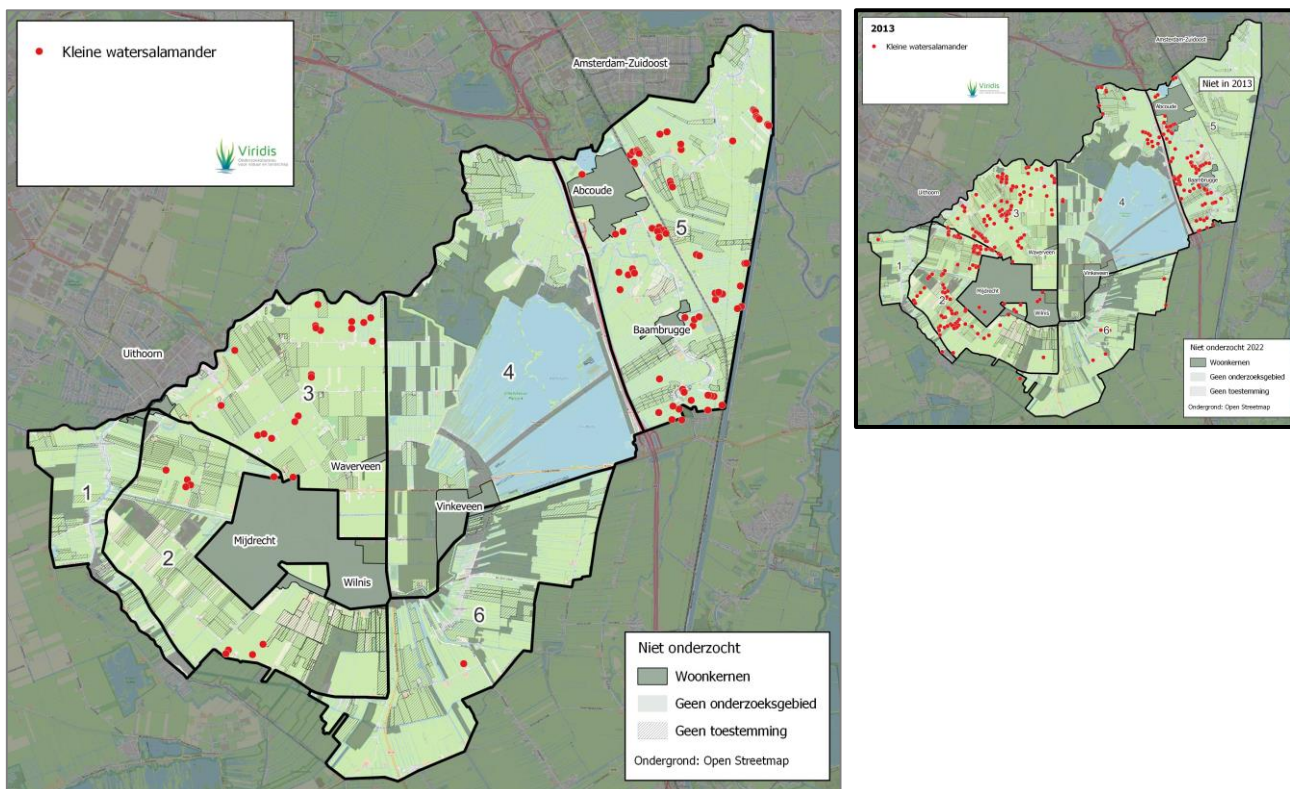 Kleine watersalamander
Viridis
Amsterdam-Zuidoost
Abcoude
5
Baambrugge
Uithoorn
4
3
Waverveen
1
Vinkeveen
Mijdrecht
2
Wilnis
6
Niet onderzocht
Woonkernen
Geen onderzoeksgebied
Geen toestemming
Ondergrond: Open Streetmap
2013
Kleine watersalamander
Viridis
Amsterdam-Zuidoost
Niet in 2013
Abcoude
5
Baambrugge
Uithoorn
4
3
Waverveen
1
Vinkeveen
Mijdrecht
2
Wilnis
6
Niet onderzocht 2022
Woonkernen
Geen onderzoeksgebied
Geen toestemming
Ondergrond: Open Streetmap